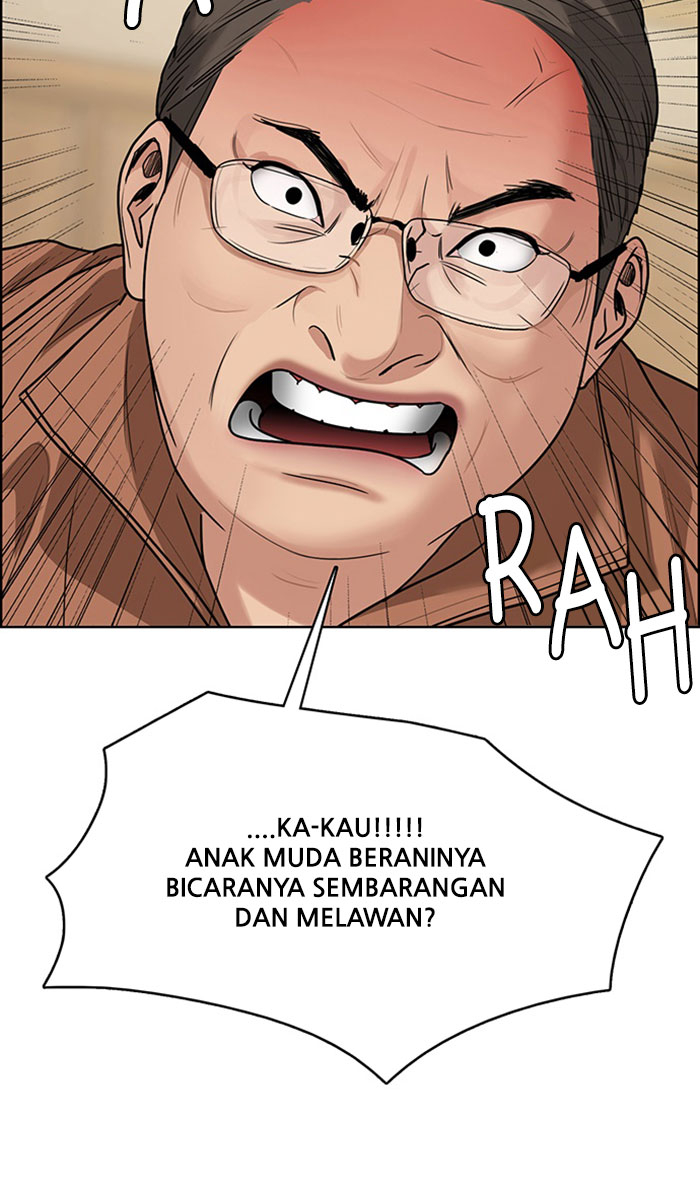 RAH
....KA-KAU!!!!!
ANAK MUDA BERANINYA
BICARANYA SEMBARANGAN
DAN MELAWAN?